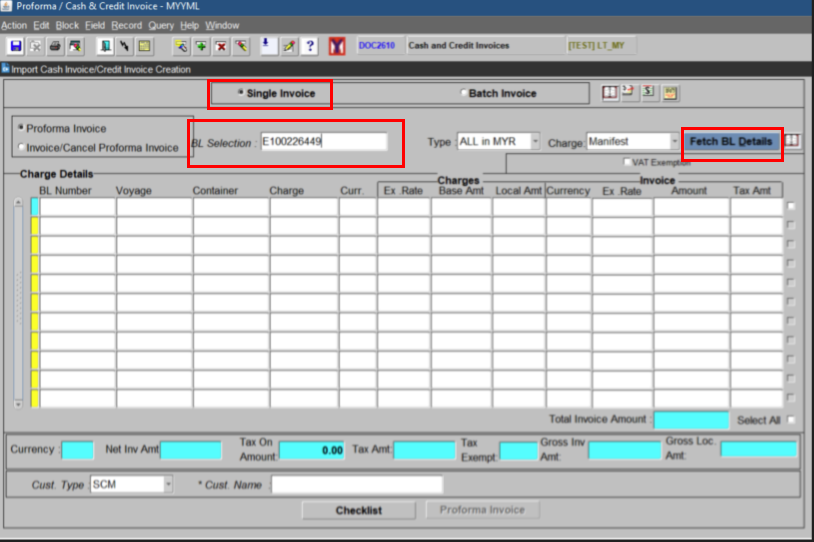 Proforma / Cash & Credit Invoice - MYYML
Action Edit Block Field Record Query Help Window
DOC2610 Cash and Credit Invoices [TEST] LT_MY
Import Cash Invoice/Credit Invoice Creation
Single Invoice Batch Invoice
Proforma Invoice
Invoice/Cancel Proforma Invoice
BL Selection : E100226449 Type : ALL in MYR Charge: Manifest Fetch BL Details
VAT Exemption
Charge Details Charges Invoice
BL Number Voyage Container Charge Curr. Ex .Rate Base Amt Local Amt Currency Ex .Rate Amount Tax Amt
Total Invoice Amount : Select All
Currency : Net Inv Amt: Tax On Amount: 0.00 Tax Amt: Tax Exempt: Gross Inv Amt: Gross Loc. Amt:
Cust. Type : SCM * Cust. Name :
Checklist Proforma Invoice